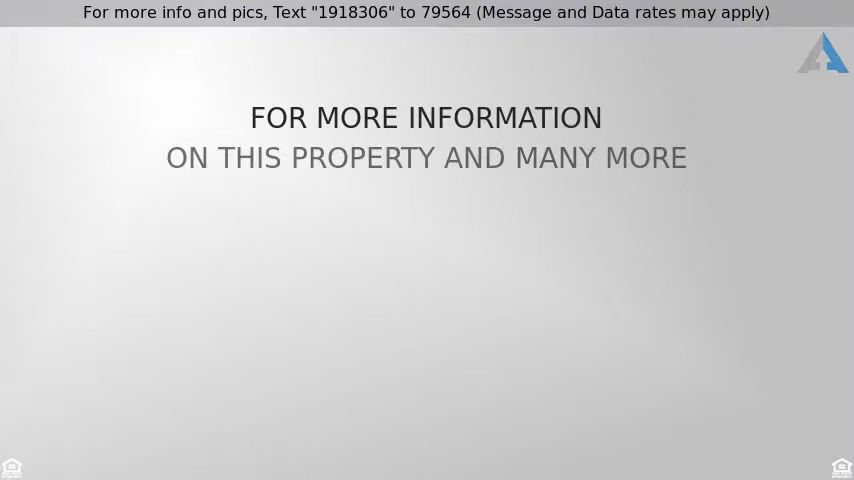 For more info and pics, Text "1918306" to 79564 (Message and Data rates may apply)
FOR MORE INFORMATION
ON THIS PROPERTY AND MANY MORE